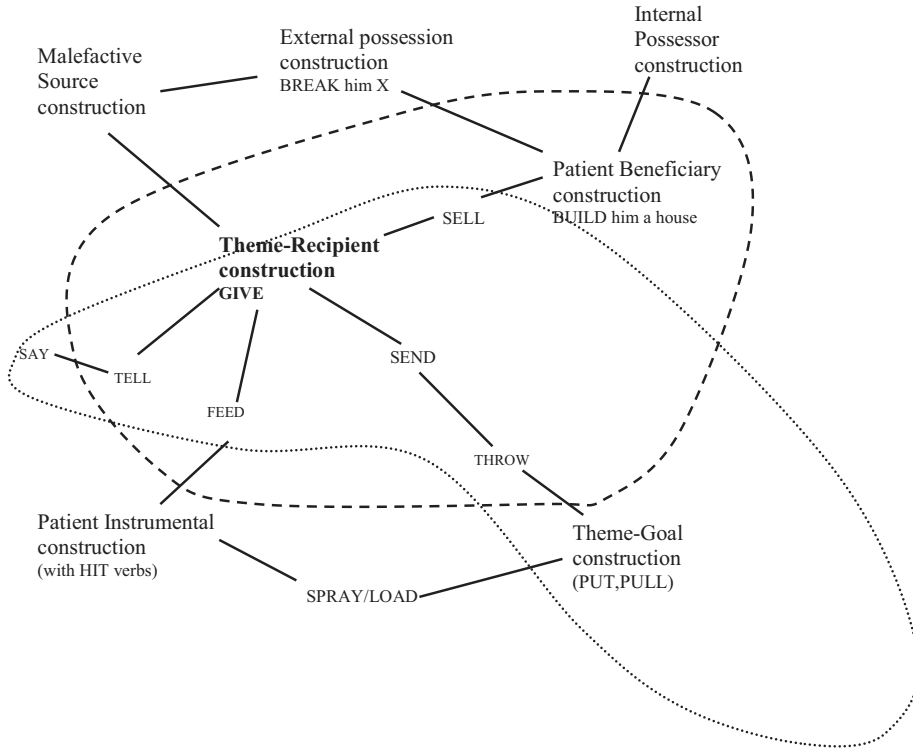 Malefactive
Source
construction
External possession
construction
BREAK him X
Internal
Possessor
construction
Patient Beneficiary
construction
BUILD him a house
SELL
Theme-Recipient
construction
GIVE
SAY
TELL
SEND
FEED
THROW
Patient Instrumental
construction
(with HIT verbs)
Theme-Goal
construction
(PUT,PULL)
SPRAY/LOAD